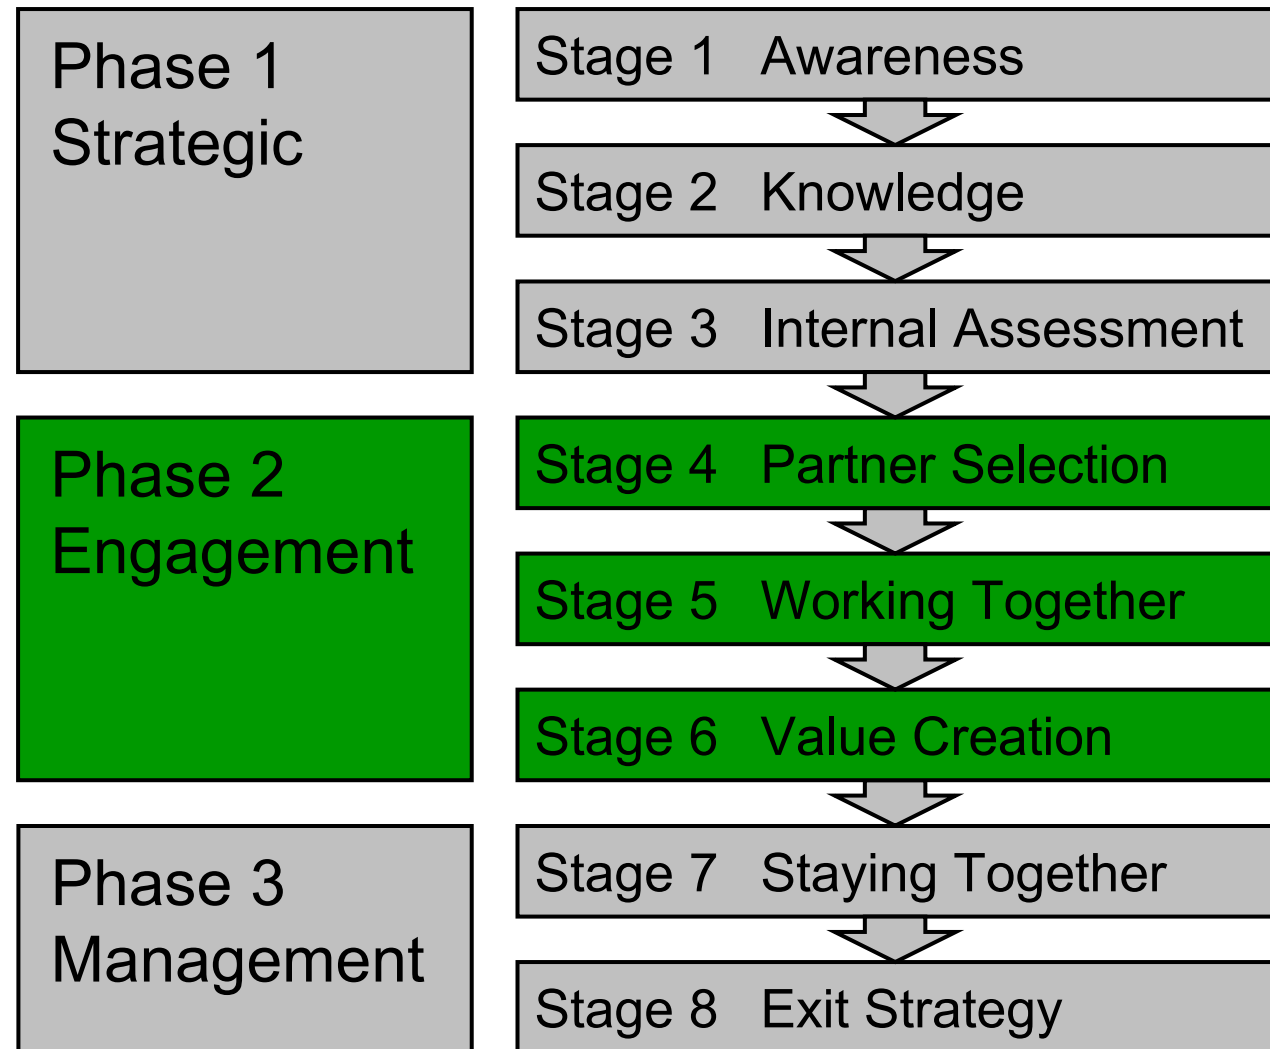 Phase 1
Strategic
Stage 1 Awareness
Stage 2 Knowledge
Stage 3 Internal Assessment
Phase 2
Engagement
Stage 4 Partner Selection
Stage 5 Working Together
Stage 6 Value Creation
Phase 3
Management
Stage 7 Staying Together
Stage 8 Exit Strategy